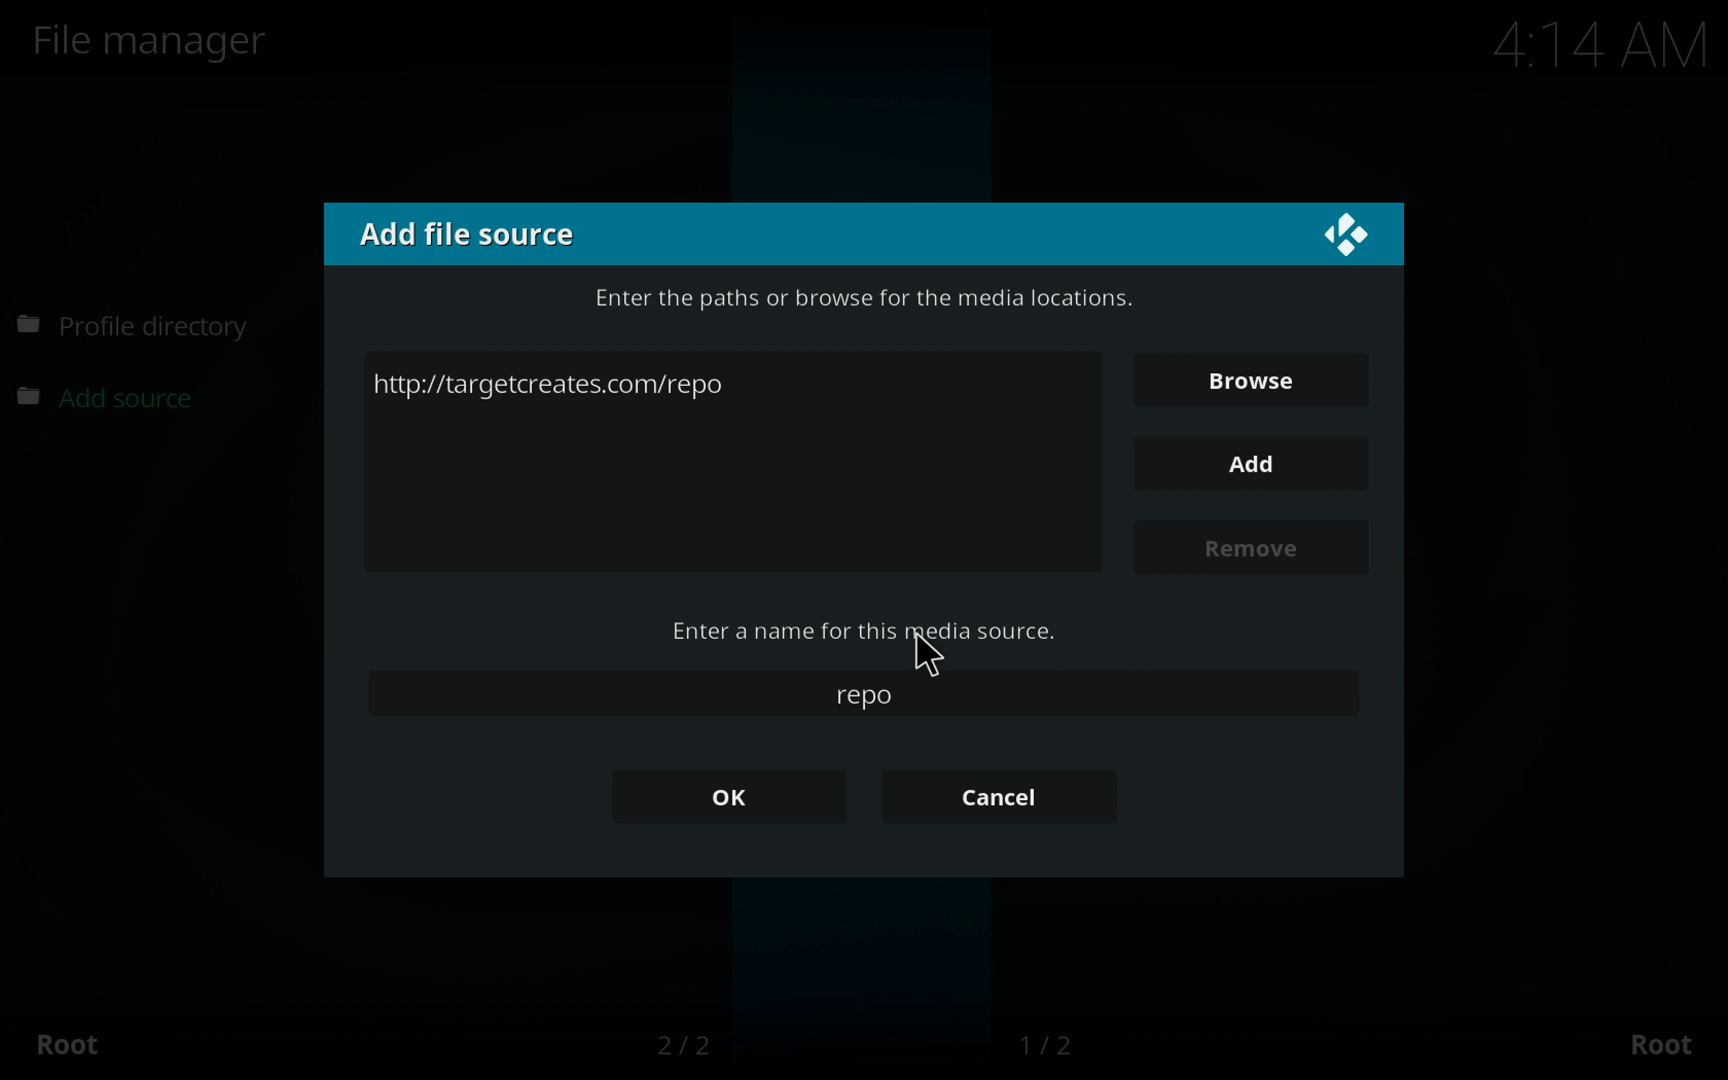 File manager
4:14 AM
Add file source
Enter the paths or browse for the media locations.
http://targetcreates.com/repo
Browse
Profile directory
Add source
Add
Remove
Enter a name for this media source.
repo
OK
Cancel
Root
2 / 2
1 / 2
Root